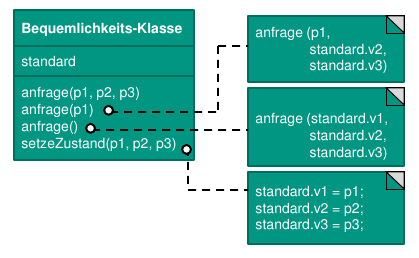 Bequemlichkeits-Klasse
standard
anfrage(p1, p2, p3)
anfrage(p1)
anfrage()
setzeZustand(p1, p2, p3)
anfrage (p1,
standard.v2,
standard.v3)
anfrage (standard.v1,
standard.v2,
standard.v3)
standard.v1 = p1;
standard.v2 = p2;
standard.v3 = p3;